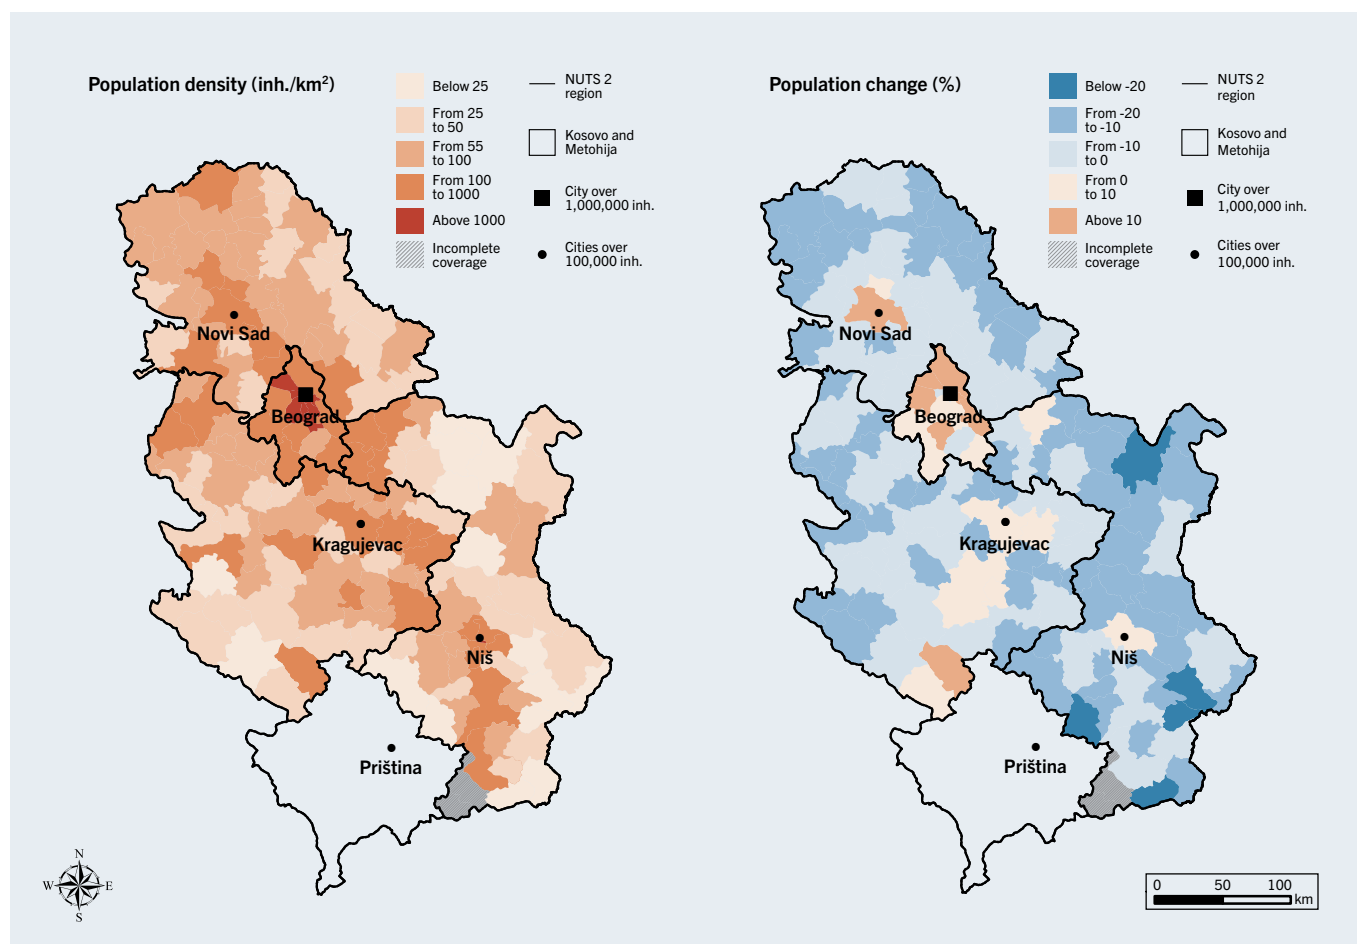 Population density (inh./km²)
Below 25
From 25
to 50
From 55
to 100
From 100
to 1000
Above 1000
Incomplete
coverage
NUTS 2
region
Kosovo and
Metohija
City over
1,000,000 inh.
Cities over
100,000 inh.
Novi Sad
Beograd
Kragujevac
Niš
Priština
N
W
E
S
Population change (%)
Below -20
From -20
to -10
From -10
to 0
From 0
to 10
Above 10
Incomplete
coverage
NUTS 2
region
Kosovo and
Metohija
City over
1,000,000 inh.
Cities over
100,000 inh.
Novi Sad
Beograd
Kragujevac
Niš
Priština
0 50 100
km